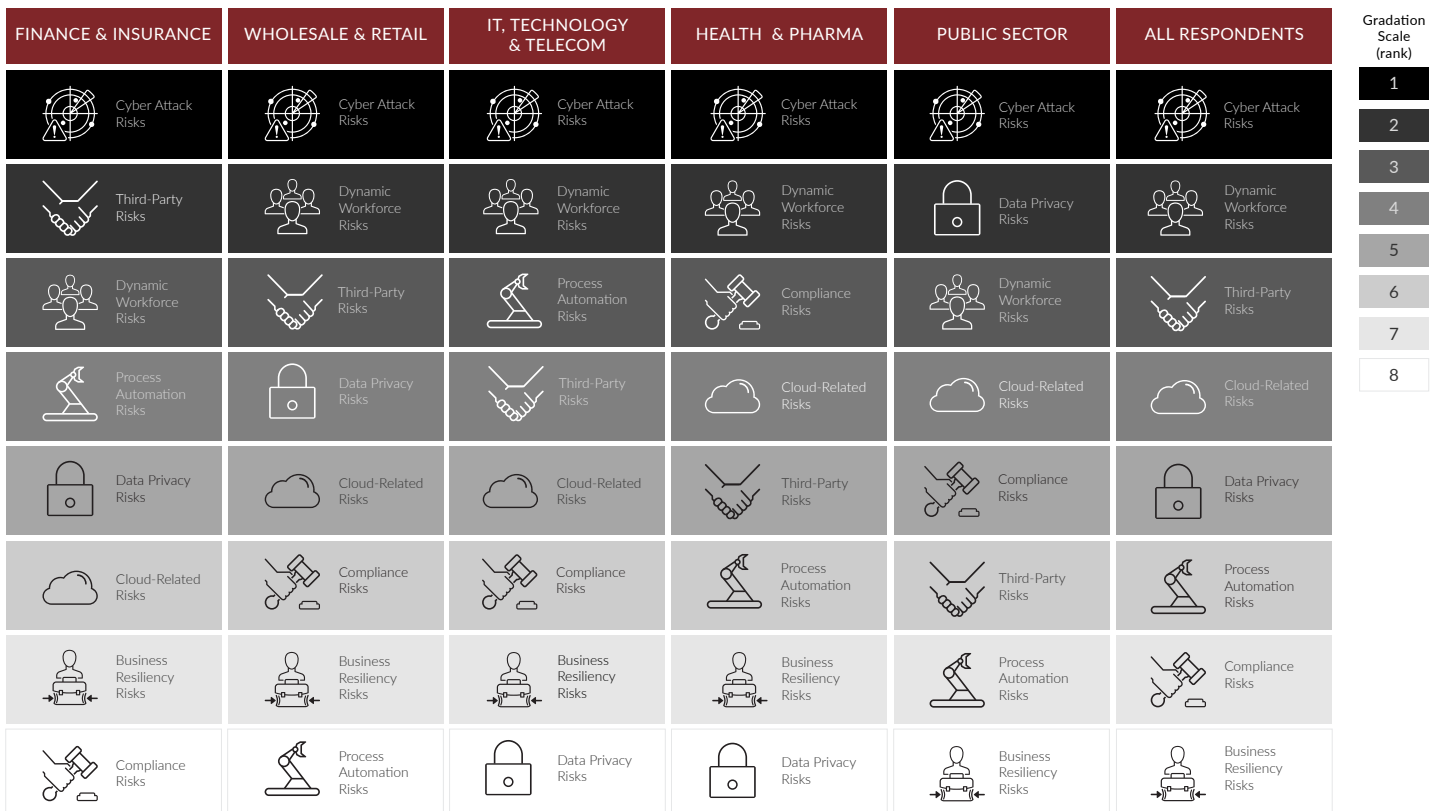 FINANCE & INSURANCE
WHOLESALE & RETAIL
IT, TECHNOLOGY
& TELECOM
HEALTH & PHARMA
PUBLIC SECTOR
ALL RESPONDENTS
Gradation
Scale
(rank)
1
2
3
4
5
6
7
8
Cyber Attack
Risks
Cyber Attack
Risks
Cyber Attack
Risks
Cyber Attack
Risks
Cyber Attack
Risks
Cyber Attack
Risks
Third-Party
Risks
Dynamic
Workforce
Risks
Dynamic
Workforce
Risks
Dynamic
Workforce
Risks
Data Privacy
Risks
Dynamic
Workforce
Risks
Dynamic
Workforce
Risks
Third-Party
Risks
Process
Automation
Risks
Compliance
Risks
Dynamic
Workforce
Risks
Third-Party
Risks
Process
Automation
Risks
Data Privacy
Risks
Third-Party
Risks
Cloud-Related
Risks
Cloud-Related
Risks
Cloud-Related
Risks
Data Privacy
Risks
Cloud-Related
Risks
Cloud-Related
Risks
Third-Party
Risks
Compliance
Risks
Data Privacy
Risks
Cloud-Related
Risks
Compliance
Risks
Compliance
Risks
Process
Automation
Risks
Third-Party
Risks
Process
Automation
Risks
Business
Resiliency
Risks
Business
Resiliency
Risks
Business
Resiliency
Risks
Business
Resiliency
Risks
Process
Automation
Risks
Compliance
Risks
Compliance
Risks
Process
Automation
Risks
Data Privacy
Risks
Data Privacy
Risks
Business
Resiliency
Risks
Business
Resiliency
Risks